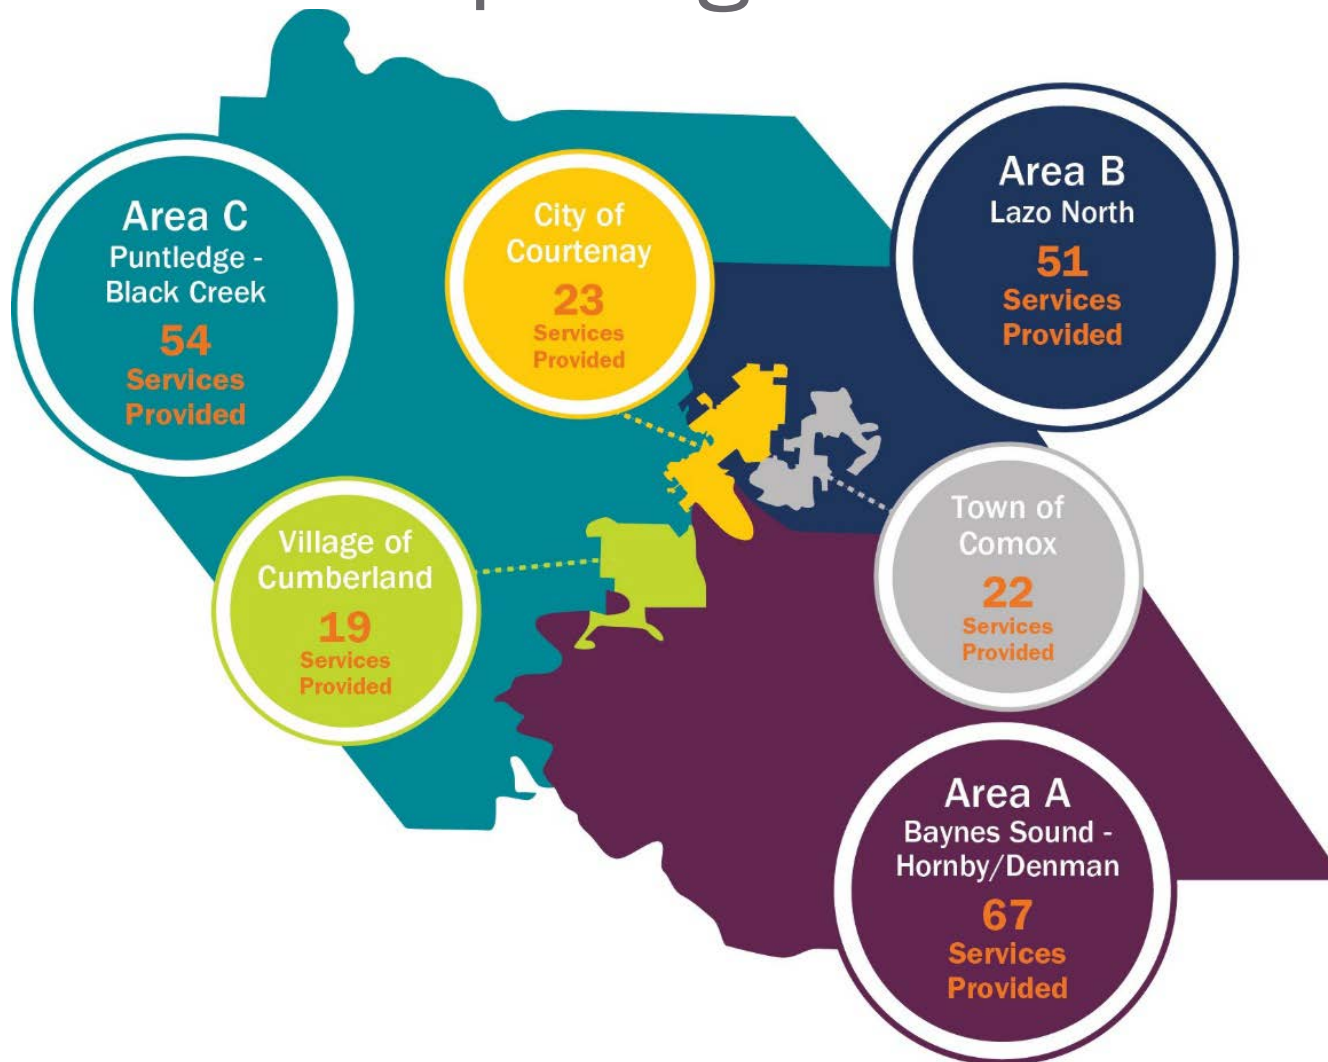 Area C
Puntledge -
Black Creek
54
Services
Provided
City of
Courtenay
23
Services
Provided
Area B
Lazo North
51
Services
Provided
Village of
Cumberland
19
Services
Provided
Town of
Comox
22
Services
Provided
Area A
Baynes Sound -
Hornby/Denman
67
Services
Provided